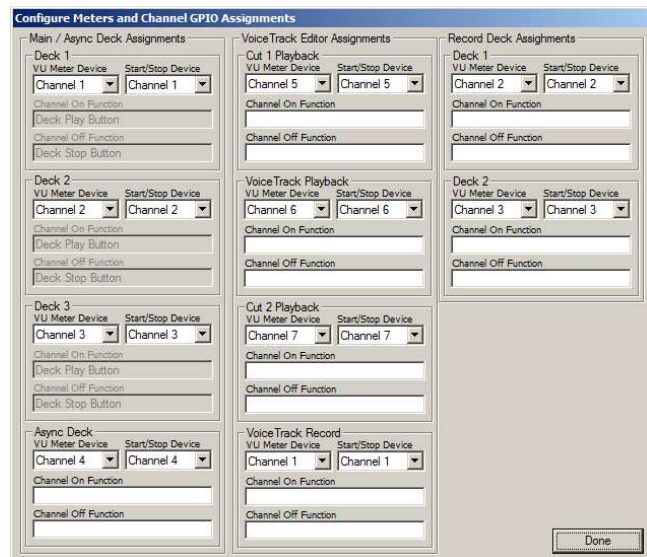 Configure Meters and Channel GPIO Assignments
Main / Async Deck Assignments
Deck 1
VU Meter Device Start/Stop Device
Channel 1 Channel 1
Channel On Function
Deck Play Button
Channel Off Function
Deck Stop Button
Deck 2
VU Meter Device Start/Stop Device
Channel 2 Channel 2
Channel On Function
Deck Play Button
Channel Off Function
Deck Stop Button
Deck 3
VU Meter Device Start/Stop Device
Channel 3 Channel 3
Channel On Function
Deck Play Button
Channel Off Function
Deck Stop Button
Async Deck
VU Meter Device Start/Stop Device
Channel 4 Channel 4
Channel On Function
Channel Off Function
VoiceTrack Editor Assignments
Cut 1 Playback
VU Meter Device Start/Stop Device
Channel 5 Channel 5
Channel On Function
Channel Off Function
VoiceTrack Playback
VU Meter Device Start/Stop Device
Channel 6 Channel 6
Channel On Function
Channel Off Function
Cut 2 Playback
VU Meter Device Start/Stop Device
Channel 7 Channel 7
Channel On Function
Channel Off Function
VoiceTrack Record
VU Meter Device Start/Stop Device
Channel 1 Channel 1
Channel On Function
Channel Off Function
Record Deck Assighments
Deck 1
VU Meter Device Start/Stop Device
Channel 2 Channel 2
Channel On Function
Channel Off Function
Deck 2
VU Meter Device Start/Stop Device
Channel 3 Channel 3
Channel On Function
Channel Off Function
Done